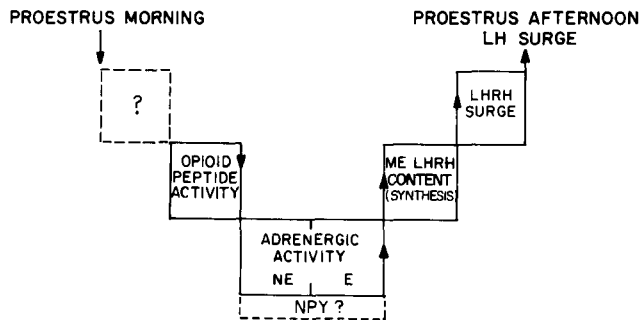 PROESTRUS MORNING
PROESTRUS AFTERNOON
LH SURGE
?
LHRH
SURGE
OPIOID
PEPTIDE
ACTIVITY
ME LHRH
CONTENT
(SYNTHESIS)
ADRENERGIC
ACTIVITY
NE E
NPY ?